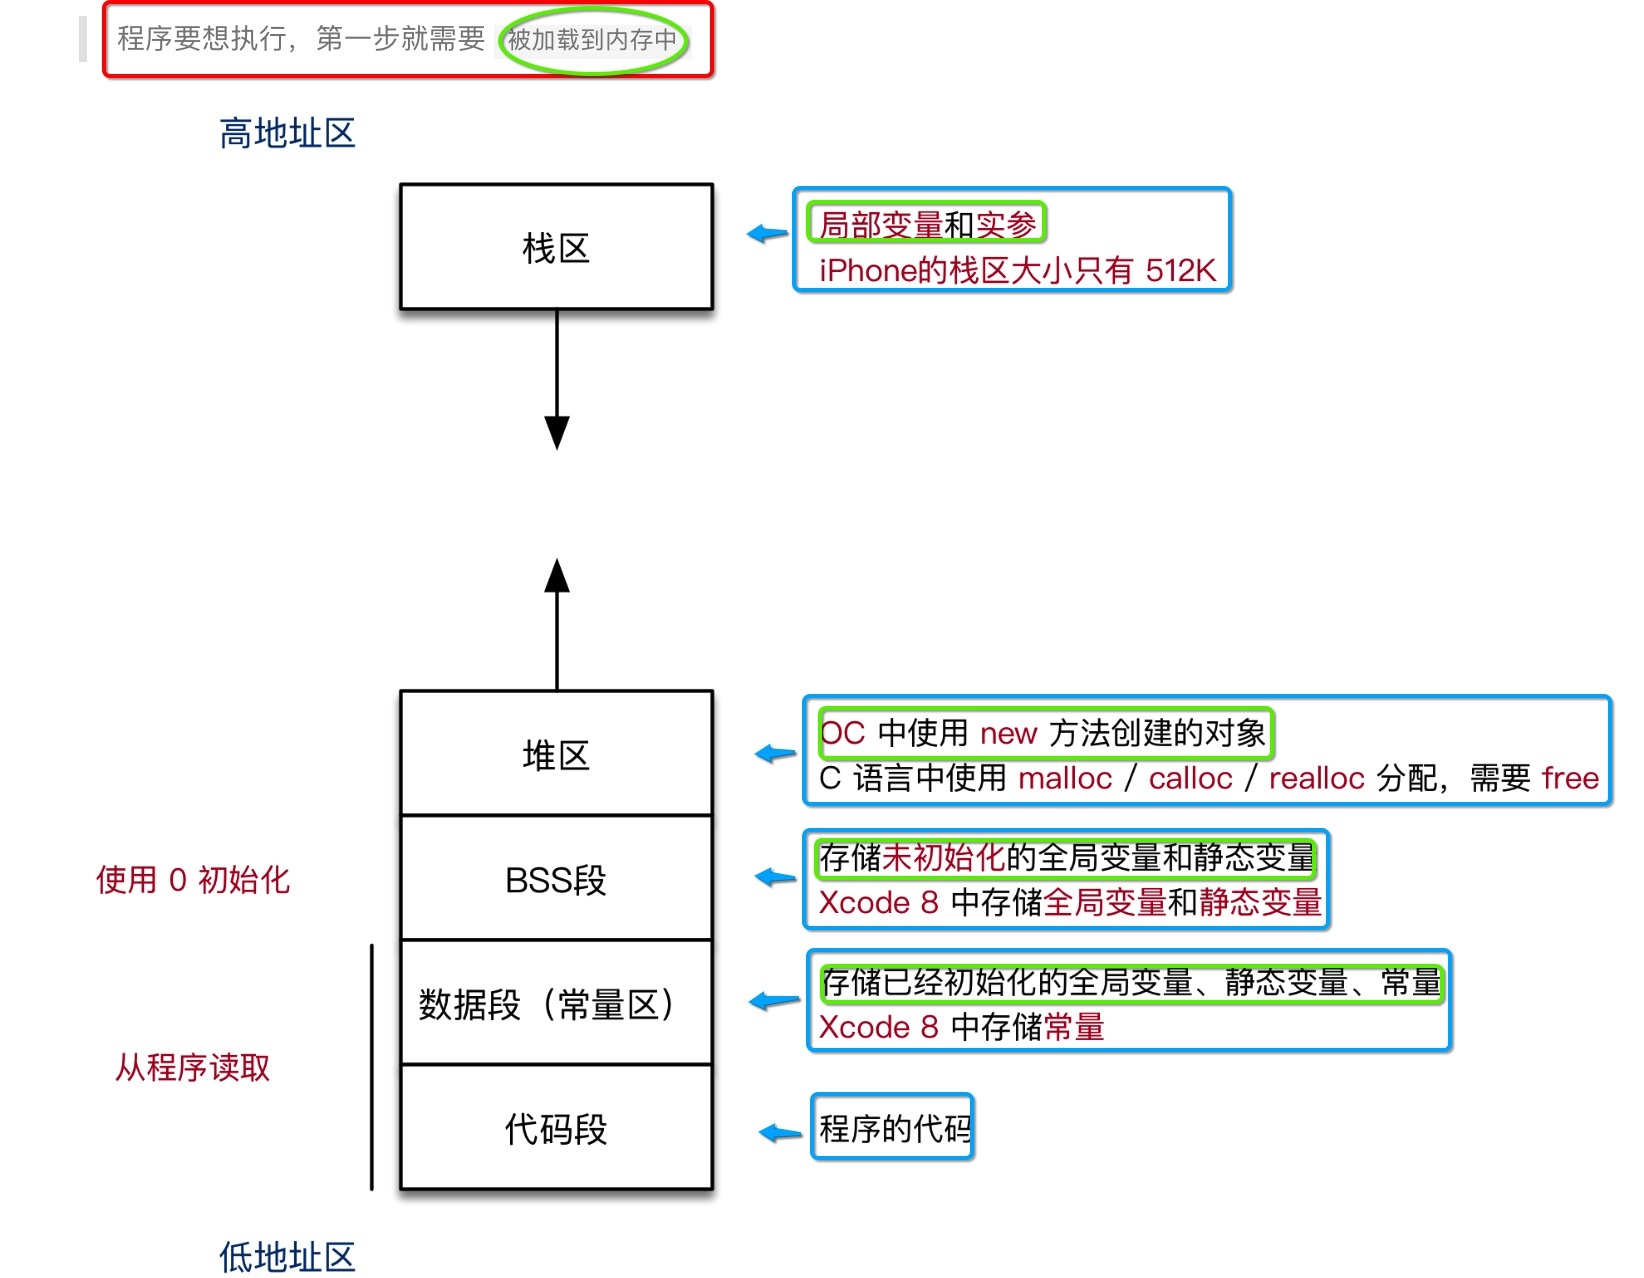 程序要想执行，第一步就需要 被加载到内存中
高地址区
栈区
局部变量和实参
iPhone的栈区大小只有 512K
堆区
OC 中使用 new 方法创建的对象
C 语言中使用 malloc / calloc / realloc 分配，需要 free
使用 0 初始化
BSS段
存储未初始化的全局变量和静态变量
Xcode 8 中存储全局变量和静态变量
数据段（常量区）
存储已经初始化的全局变量、静态变量、常量
Xcode 8 中存储常量
从程序读取
代码段
程序的代码
低地址区